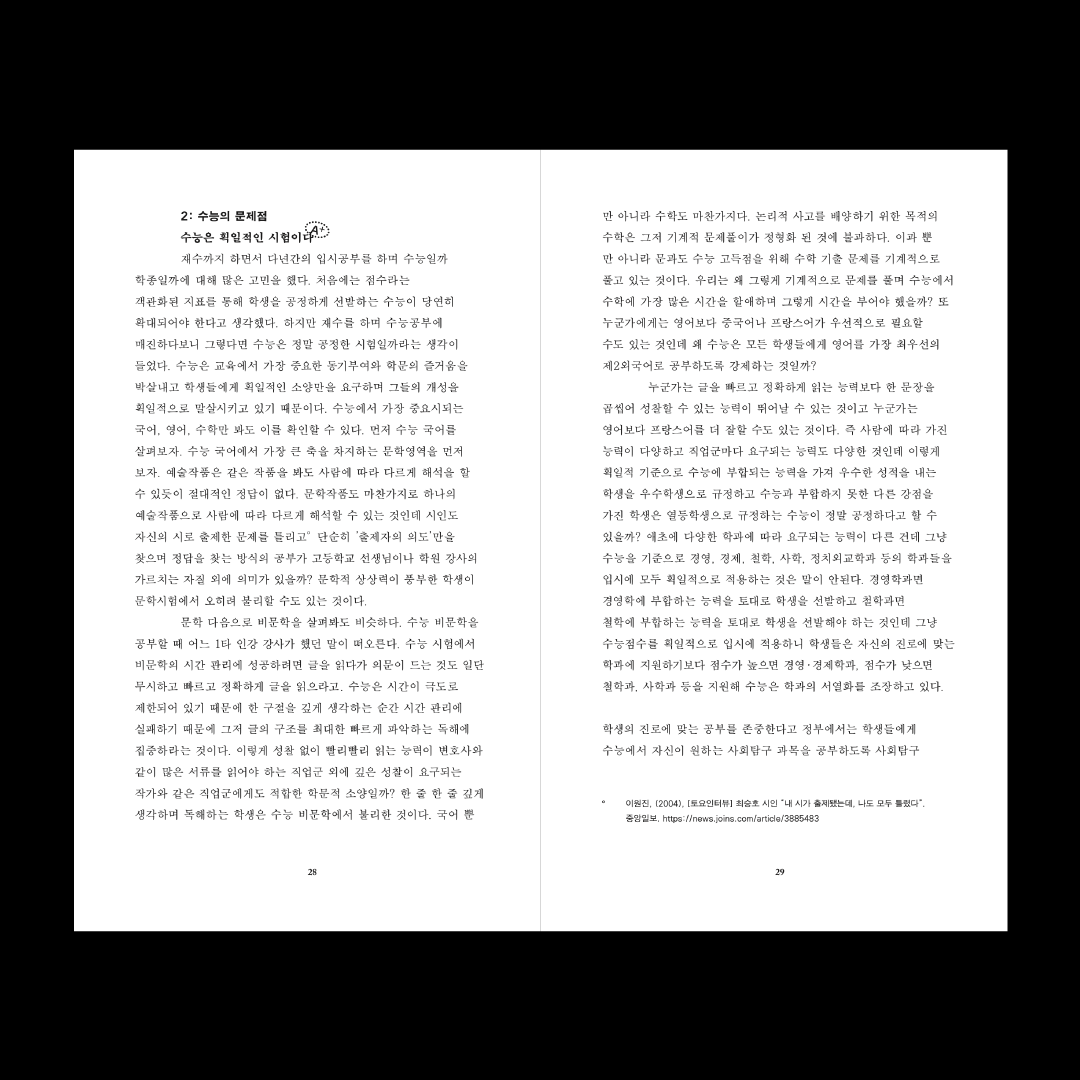 2: 수능의 문제점
수능은 획일적인 시험이다
A+
재수까지 하면서 다년간의 입시공부를 하며 수능일까
학종일까에 대해 많은 고민을 했다. 처음에는 점수라는
객관화된 지표를 통해 학생을 공정하게 선발하는 수능이 당연히
확대되어야 한다고 생각했다. 하지만 재수를 하며 수능공부에
매진하다보니 그렇다면 수능은 정말 공정한 시험일까라는 생각이
들었다. 수능은 교육에서 가장 중요한 동기부여와 학문의 즐거움을
박살내고 학생들에게 획일적인 소양만을 요구하며 그들의 개성을
획일적으로 말살시키고 있기 때문이다. 수능에서 가장 중요시되는
국어, 영어, 수학만 봐도 이를 확인할 수 있다. 먼저 수능 국어를
살펴보자. 수능 국어에서 가장 큰 축을 차지하는 문학영역을 먼저
보자. 예술작품은 같은 작품을 봐도 사람에 따라 다르게 해석을 할
수 있듯이 절대적인 정답이 없다. 문학작품도 마찬가지로 하나의
예술작품으로 사람에 따라 다르게 해석할 수 있는 것인데 시인도
자신의 시로 출제한 문제를 틀리고° 단순히 '출제자의 의도'만을
찾으며 정답을 찾는 방식의 공부가 고등학교 선생님이나 학원 강사의
가르치는 자질 외에 의미가 있을까? 문학적 상상력이 풍부한 학생이
문학시험에서 오히려 불리할 수도 있는 것이다.
문학 다음으로 비문학을 살펴봐도 비슷하다. 수능 비문학을
공부할 때 어느 1타 인강 강사가 했던 말이 떠오른다. 수능 시험에서
비문학의 시간 관리에 성공하려면 글을 읽다가 의문이 드는 것도 일단
무시하고 빠르고 정확하게 글을 읽으라고. 수능은 시간이 극도로
제한되어 있기 때문에 한 구절을 깊게 생각하는 순간 시간 관리에
실패하기 때문에 그저 글의 구조를 최대한 빠르게 파악하는 독해에
집중하라는 것이다. 이렇게 성찰 없이 빨리빨리 읽는 능력이 변호사와
같이 많은 서류를 읽어야 하는 직업군 외에 깊은 성찰이 요구되는
작가와 같은 직업군에게도 적합한 학문적 소양일까? 한 줄 한 줄 깊게
생각하며 독해하는 학생은 수능 비문학에서 불리한 것이다. 국어 뿐
28
만 아니라 수학도 마찬가지다. 논리적 사고를 배양하기 위한 목적의
수학은 그저 기계적 문제풀이가 정형화 된 것에 불과하다. 이과 뿐
만 아니라 문과도 수능 고득점을 위해 수학 기출 문제를 기계적으로
풀고 있는 것이다. 우리는 왜 그렇게 기계적으로 문제를 풀며 수능에서
수학에 가장 많은 시간을 할애하며 그렇게 시간을 부어야 했을까? 또
누군가에게는 영어보다 중국어나 프랑스어가 우선적으로 필요할
수도 있는 것인데 왜 수능은 모든 학생들에게 영어를 가장 최우선의
제2외국어로 공부하도록 강제하는 것일까?
누군가는 글을 빠르고 정확하게 읽는 능력보다 한 문장을
곱씹어 성찰할 수 있는 능력이 뛰어날 수 있는 것이고 누군가는
영어보다 프랑스어를 더 잘할 수도 있는 것이다. 즉 사람에 따라 가진
능력이 다양하고 직업군마다 요구되는 능력도 다양한 것인데 이렇게
획일적 기준으로 수능에 부합되는 능력을 가져 우수한 성적을 내는
학생을 우수학생으로 규정하고 수능과 부합하지 못한 다른 강점을
가진 학생은 열등학생으로 규정하는 수능이 정말 공정하다고 할 수
있을까? 애초에 다양한 학과에 따라 요구되는 능력이 다른 건데 그냥
수능을 기준으로 경영, 경제, 철학, 사학, 정치외교학과 등의 학과들을
입시에 모두 획일적으로 적용하는 것은 말이 안된다. 경영학과면
경영학에 부합하는 능력을 토대로 학생을 선발하고 철학과면
철학에 부합하는 능력을 토대로 학생을 선발해야 하는 것인데 그냥
수능점수를 획일적으로 입시에 적용하니 학생들은 자신의 진로에 맞는
학과에 지원하기보다 점수가 높으면 경영·경제학과, 점수가 낮으면
철학과, 사학과 등을 지원해 수능은 학과의 서열화를 조장하고 있다.
학생의 진로에 맞는 공부를 존중한다고 정부에서는 학생들에게
수능에서 자신이 원하는 사회탐구 과목을 공부하도록 사회탐구
° 이원진, (2004), [토요인터뷰] 최승호 시인 "내 시가 출제됐는데, 나도 모두 틀렸다".
중앙일보. https://news.joins.com/article/3885483
29